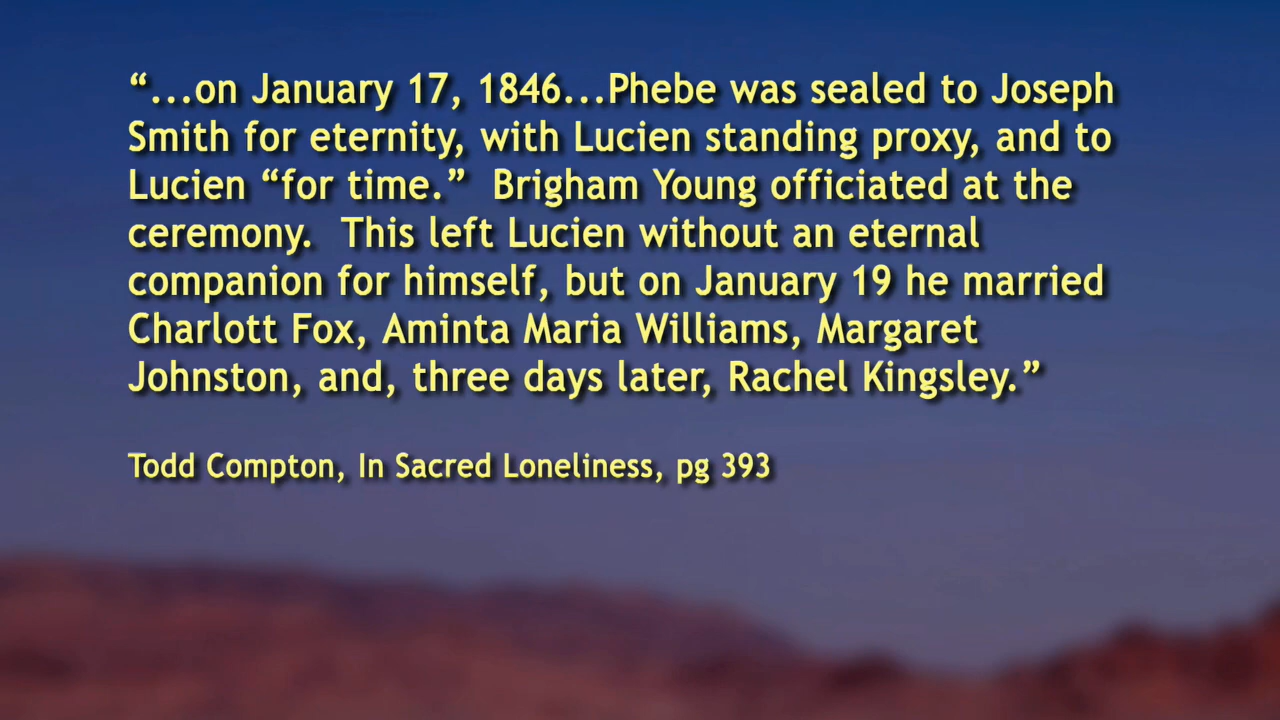 “...on January 17, 1846...Phebe was sealed to Joseph
Smith for eternity, with Lucien standing proxy, and to
Lucien “for time.”  Brigham Young officiated at the
ceremony.  This left Lucien without an eternal
companion for himself, but on January 19 he married
Charlott Fox, Aminta Maria Williams, Margaret
Johnston, and, three days later, Rachel Kingsley.”
Todd Compton, In Sacred Loneliness, pg 393